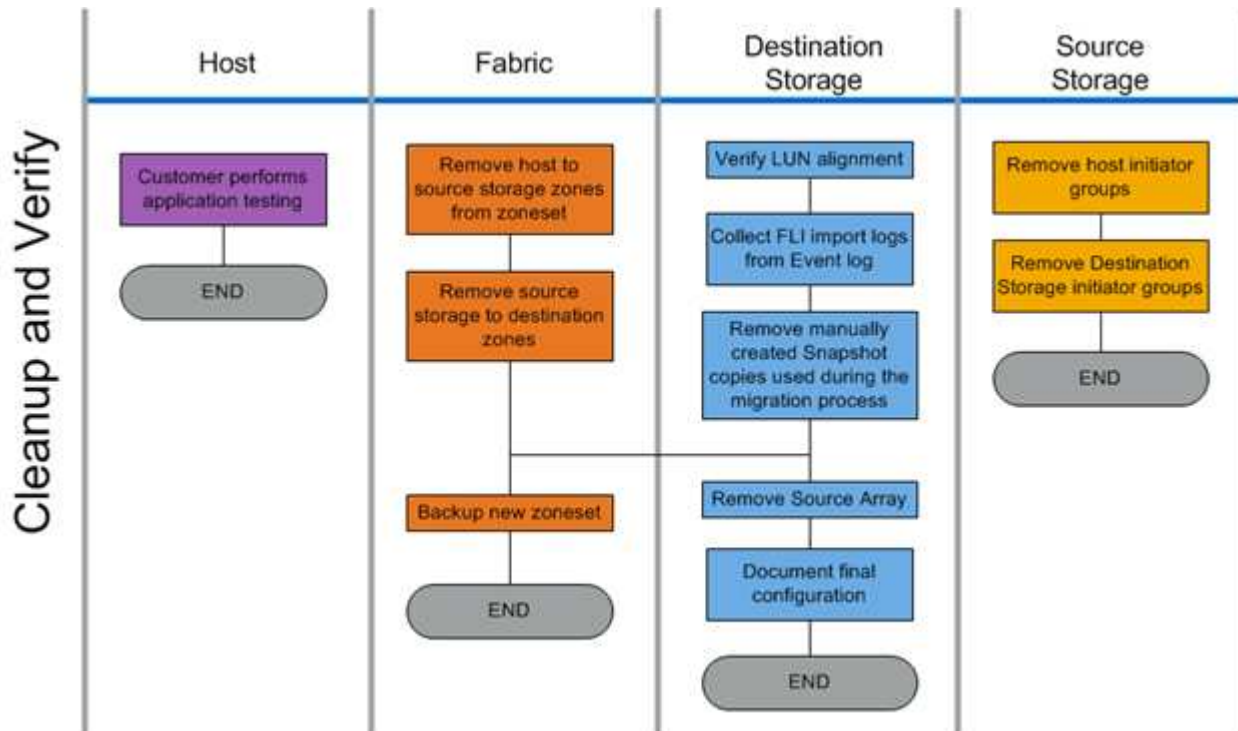 Cleanup and Verify
Host
Fabric
Destination
Storage
Source
Storage
Customer performs
application testing
END
Remove host to
source storage zones
from zoneset
Remove source
storage to destination
zones
Backup new zoneset
END
Verify LUN alignment
Collect FLI import logs
from Event log
Remove manually
created Snapshot
copies used during the
migration process
Remove Source Array
Document final
configuration
END
Remove host initiator
groups
Remove Destination
Storage initiator groups
END